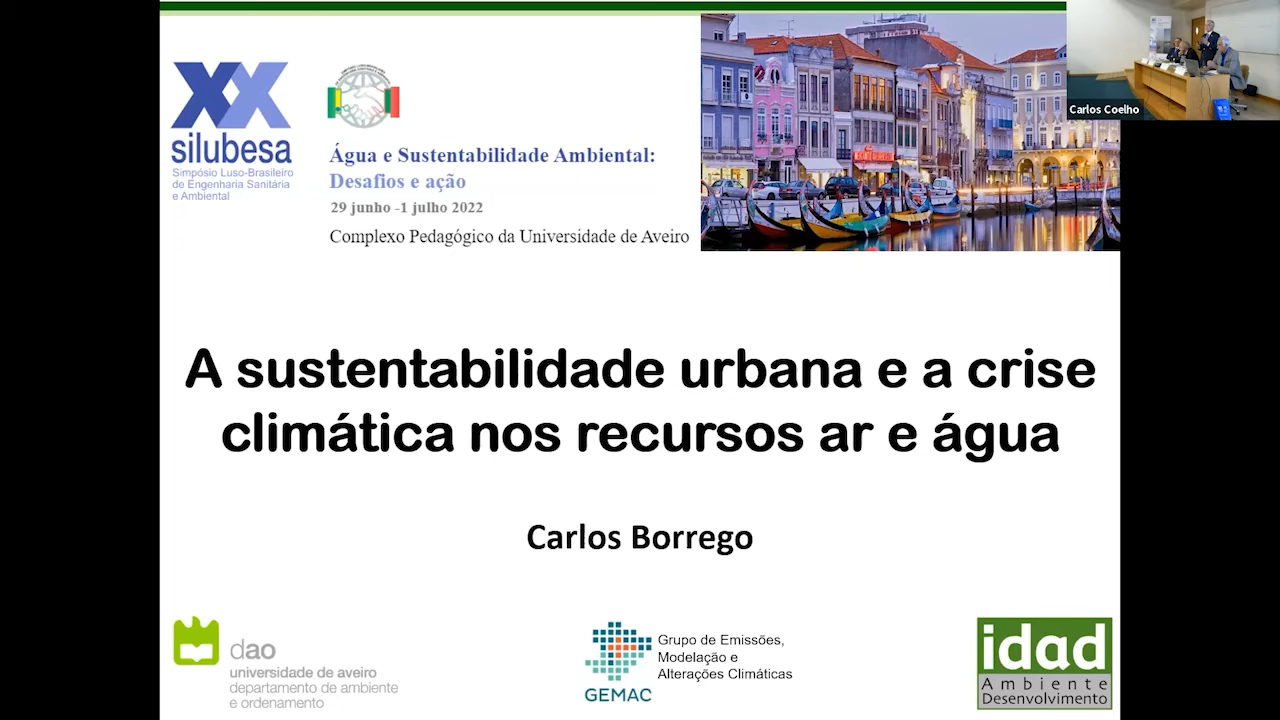 Carlos Coelho
XX
silubesa
Simpósio Luso-Brasileiro
de Engenharia Sanitária
e Ambiental
Água e Sustentabilidade Ambiental:
Desafios e ação
29 junho -1 julho 2022
Complexo Pedagógico da Universidade de Aveiro
A sustentabilidade urbana e a crise
climática nos recursos ar e água
Carlos Borrego
dao
universidade de aveiro
departamento de ambiente
e ordenamento
Grupo de Emissões,
Modelação e
Alterações Climáticas
GEMAC
idad
Ambiente
Desenvolvimento